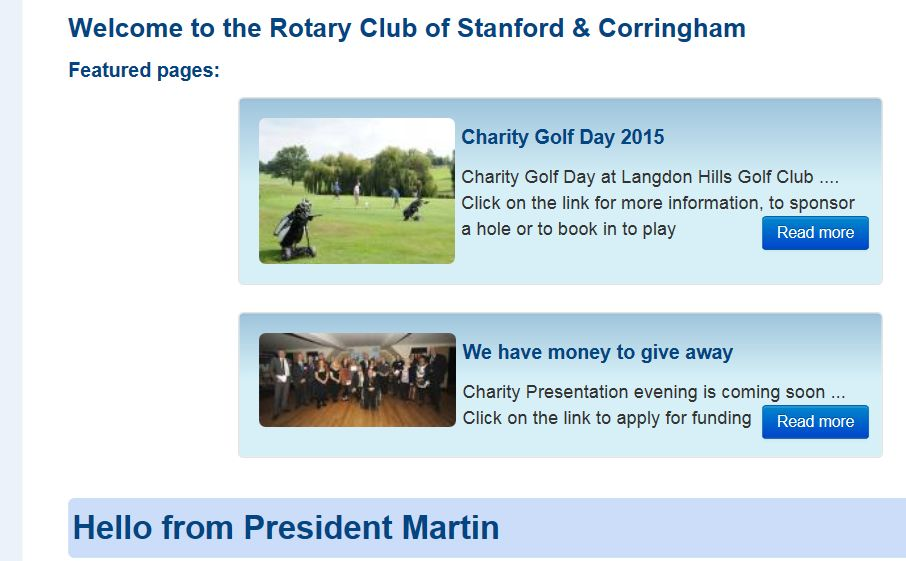 Welcome to the Rotary Club of Stanford & Corringham
Featured pages:
Charity Golf Day 2015
Charity Golf Day at Langdon Hills Golf Club ....
Click on the link for more information, to sponsor
a hole or to book in to play
Read more
We have money to give away
Charity Presentation evening is coming soon ...
Click on the link to apply for funding
Read more
Hello from President Martin